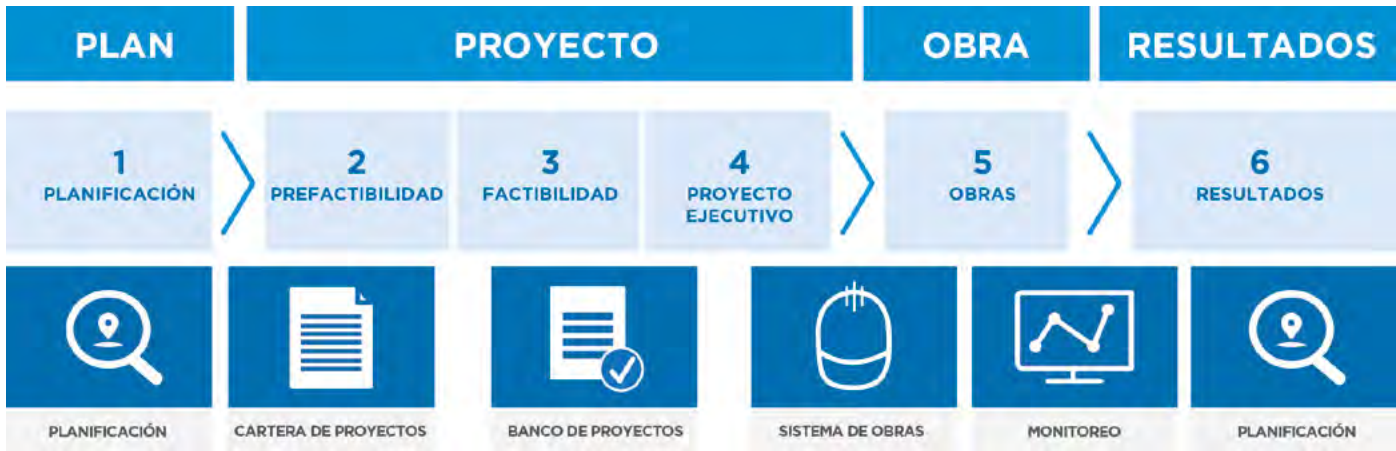 PLAN
PROYECTO
OBRA
RESULTADOS
1
PLANIFICACIÓN
2
PREFACTIBILIDAD
3
FACTIBILIDAD
4
PROYECTO
EJECUTIVO
5
OBRAS
6
RESULTADOS
PLANIFICACIÓN
CARTERA DE PROYECTOS
BANCO DE PROYECTOS
SISTEMA DE OBRAS
MONITOREO
PLANIFICACIÓN